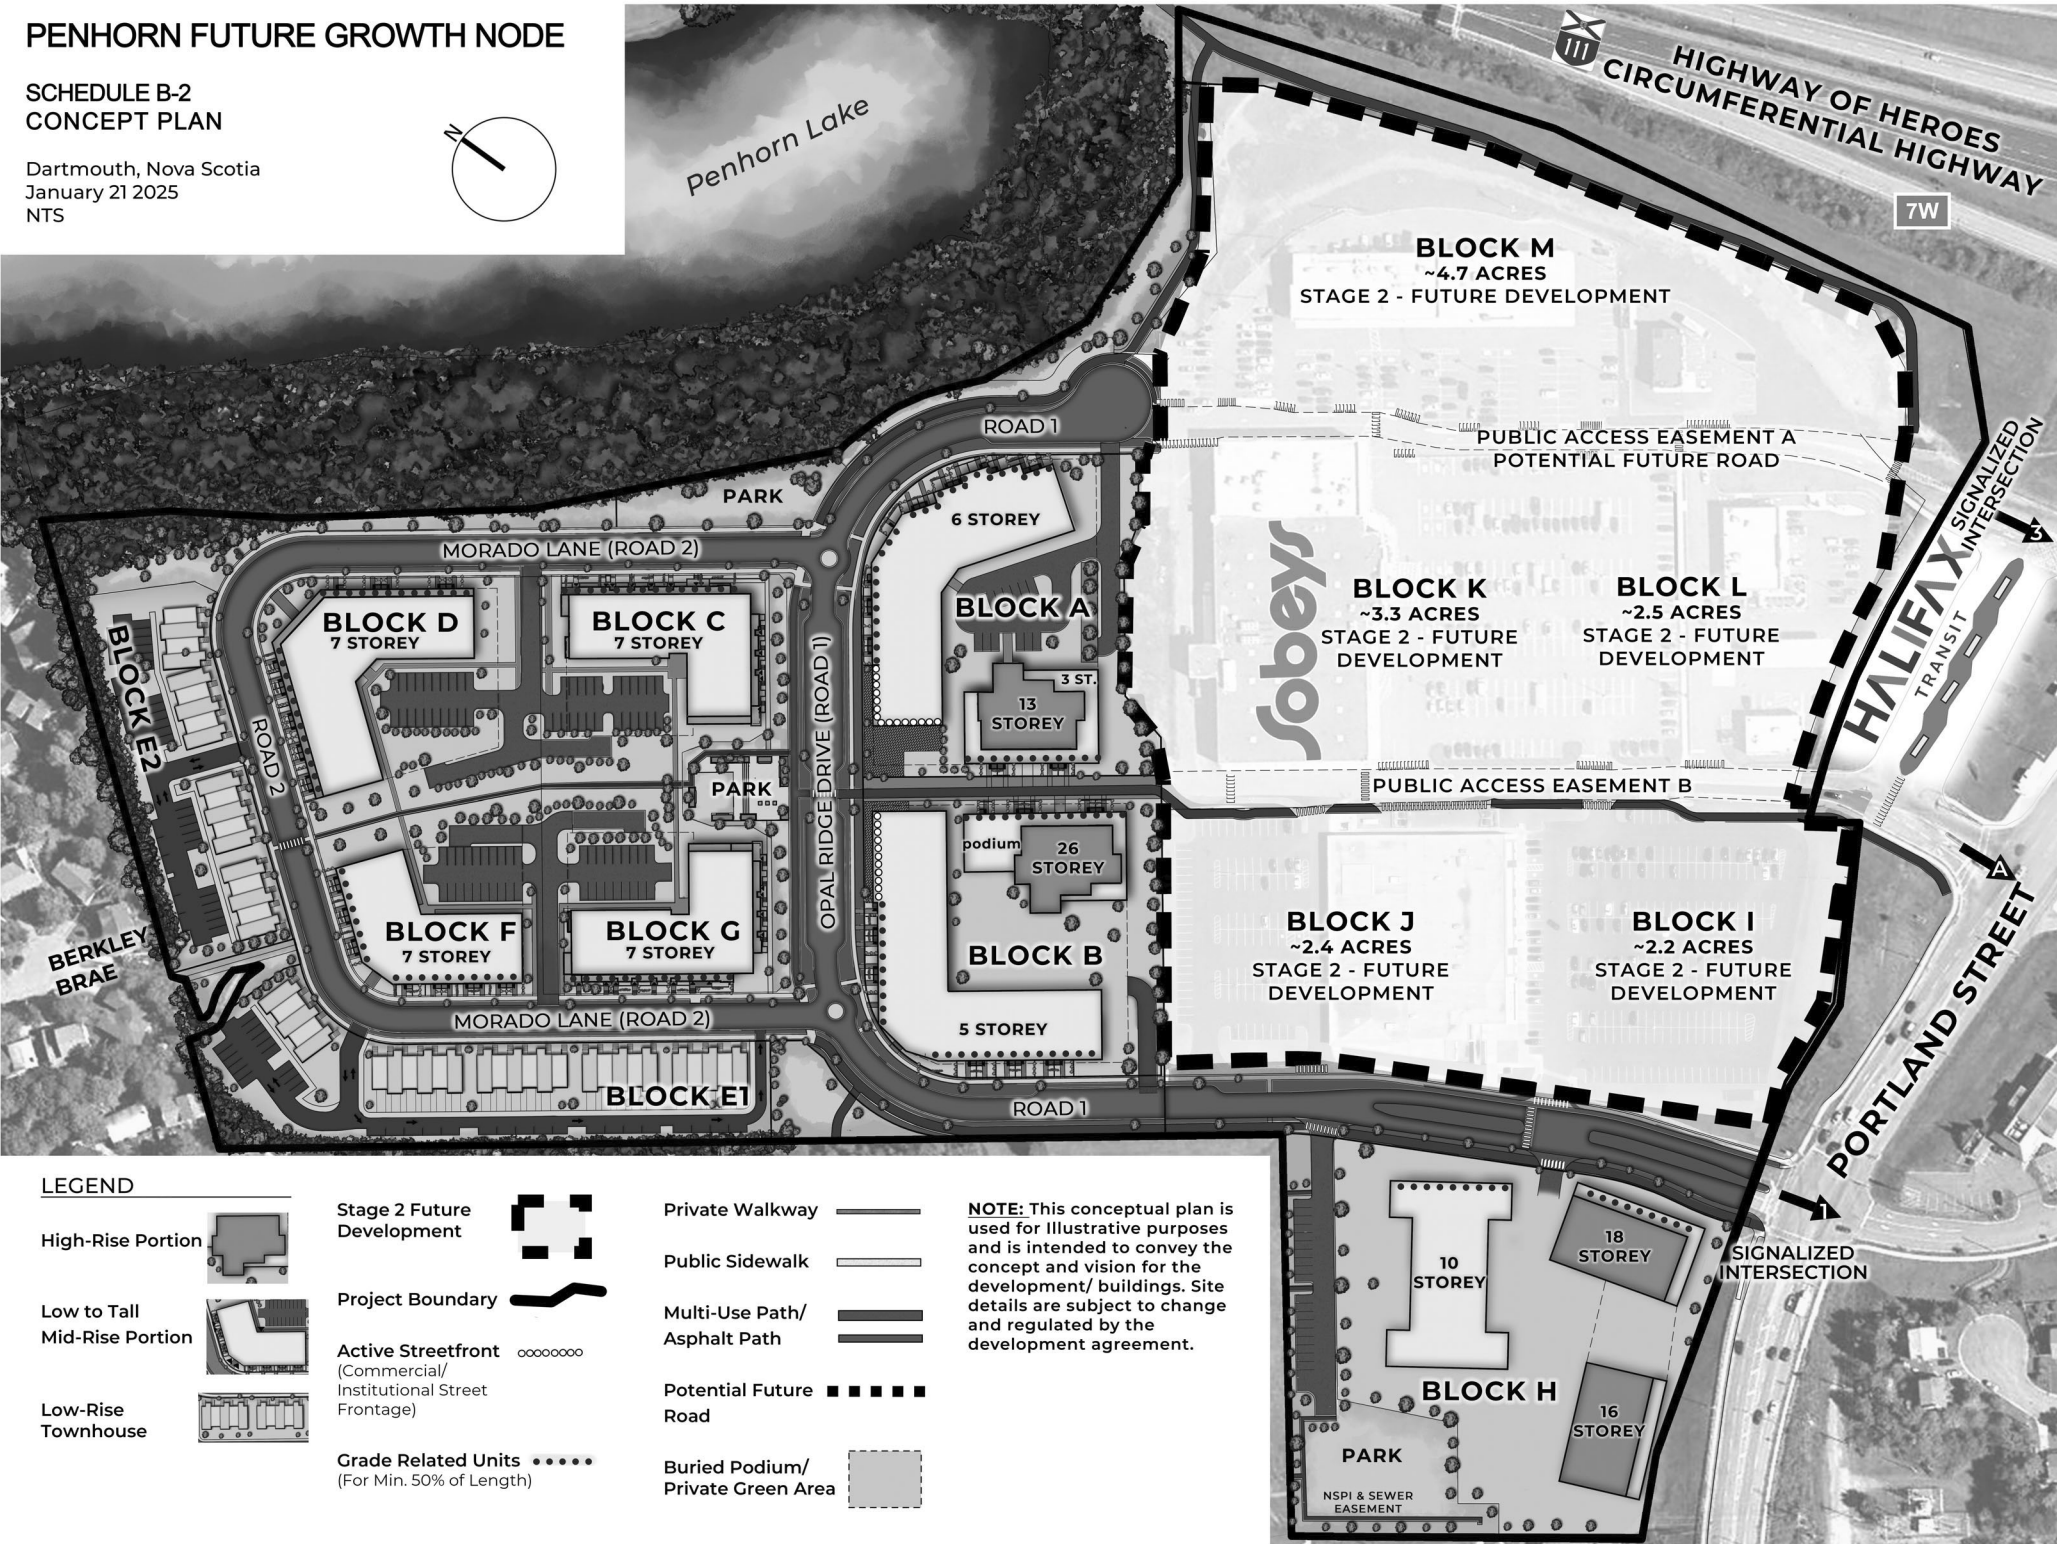 PENHORN FUTURE GROWTH NODE
SCHEDULE B-2
CONCEPT PLAN
Dartmouth, Nova Scotia
January 21 2025
NTS
N
Penhorn Lake
111
HIGHWAY OF HEROES
CIRCUMFERENTIAL HIGHWAY
7W
BLOCK M
~4.7 ACRES
STAGE 2 - FUTURE DEVELOPMENT
ROAD 1
PUBLIC ACCESS EASEMENT A
POTENTIAL FUTURE ROAD
SIGNALIZED
INTERSECTION
3
PARK
6 STOREY
MORADO LANE (ROAD 2)
HALIFAX
TRANSIT
sobeys
BLOCK K
~3.3 ACRES
STAGE 2 - FUTURE
DEVELOPMENT
BLOCK L
~2.5 ACRES
STAGE 2 - FUTURE
DEVELOPMENT
BLOCK D
7 STOREY
BLOCK C
7 STOREY
BLOCK A
BLOCK E2
ROAD 2
OPAL RIDGE DRIVE (ROAD 1)
3 ST.
13
STOREY
PARK
PUBLIC ACCESS EASEMENT B
podium
26
STOREY
A
PORTLAND STREET
BLOCK F
7 STOREY
BLOCK G
7 STOREY
BLOCK B
BLOCK J
~2.4 ACRES
STAGE 2 - FUTURE
DEVELOPMENT
BLOCK I
~2.2 ACRES
STAGE 2 - FUTURE
DEVELOPMENT
BERKLEY
BRAE
MORADO LANE (ROAD 2)
5 STOREY
BLOCK E1
ROAD 1
1
SIGNALIZED
INTERSECTION
10
STOREY
18
STOREY
BLOCK H
16
STOREY
PARK
NSPI & SEWER
EASEMENT
LEGEND
High-Rise Portion
Low to Tall
Mid-Rise Portion
Low-Rise
Townhouse
Stage 2 Future
Development
Project Boundary
Active Streetfront
(Commercial/
Institutional Street
Frontage)
Grade Related Units
(For Min. 50% of Length)
Private Walkway
Public Sidewalk
Multi-Use Path/
Asphalt Path
Potential Future
Road
Buried Podium/
Private Green Area
NOTE: This conceptual plan is
used for Illustrative purposes
and is intended to convey the
concept and vision for the
development/ buildings. Site
details are subject to change
and regulated by the
development agreement.